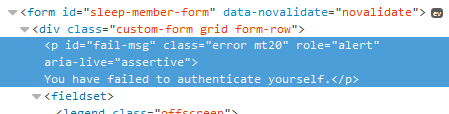 <form id="sleep-member-form" data-novalidate="novalidate"> ev
<div class="custom-form grid form-row">
<p id="fail-msg" class="error mt20" role="alert"
aria-live="assertive">
You have failed to authenticate yourself.</p>
<fieldset>
<legend class="offscreen">